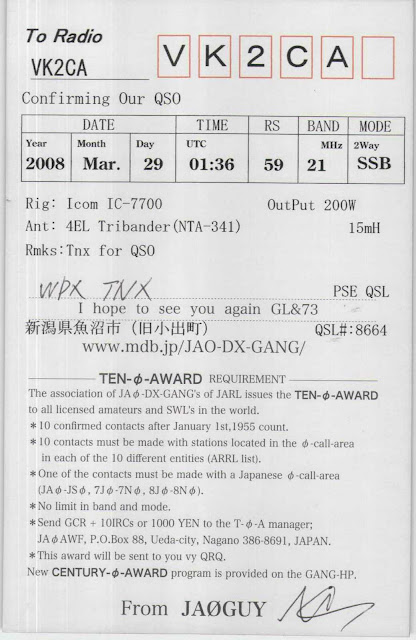 To Radio
VK2CA
VK2CA
Confirming Our QSO
DATE TIME RS BAND MODE
Year Month Day UTC MHz 2Way
2008 Mar. 29 01:36 59 21 SSB
Rig: Icom IC-7700 OutPut 200W
Ant: 4EL Tribander(NTA-341) 15mH
Rmks:Tnx for QSO
WPX TNX PSE QSL
I hope to see you again GL&73
新潟県魚沼市（旧小出町） QSL#:8664
www.mdb.jp/JAO-DX-GANG/
TEN-φ-AWARD REQUIREMENT
The association of JAφ-DX-GANG's of JARL issues the TEN-φ-AWARD
to all licensed amateurs and SWL's in the world.
*10 confirmed contacts after January 1st,1955 count.
*10 contacts must be made with stations located in the φ-call-area
in each of the 10 different entities (ARRL list).
*One of the contacts must be made with a Japanese φ-call-area
(JAφ-JSφ, 7Jφ-7Nφ, 8Jφ-8Nφ).
*No limit in band and mode.
*Send GCR + 10IRCs or 1000 YEN to the T-φ-A manager;
JAφAWF, P.O.Box 88, Ueda-city, Nagano 386-8691, JAPAN.
*This award will be sent to you vy QRQ.
New CENTURY-φ-AWARD program is provided on the GANG-HP.
From JAØGUY